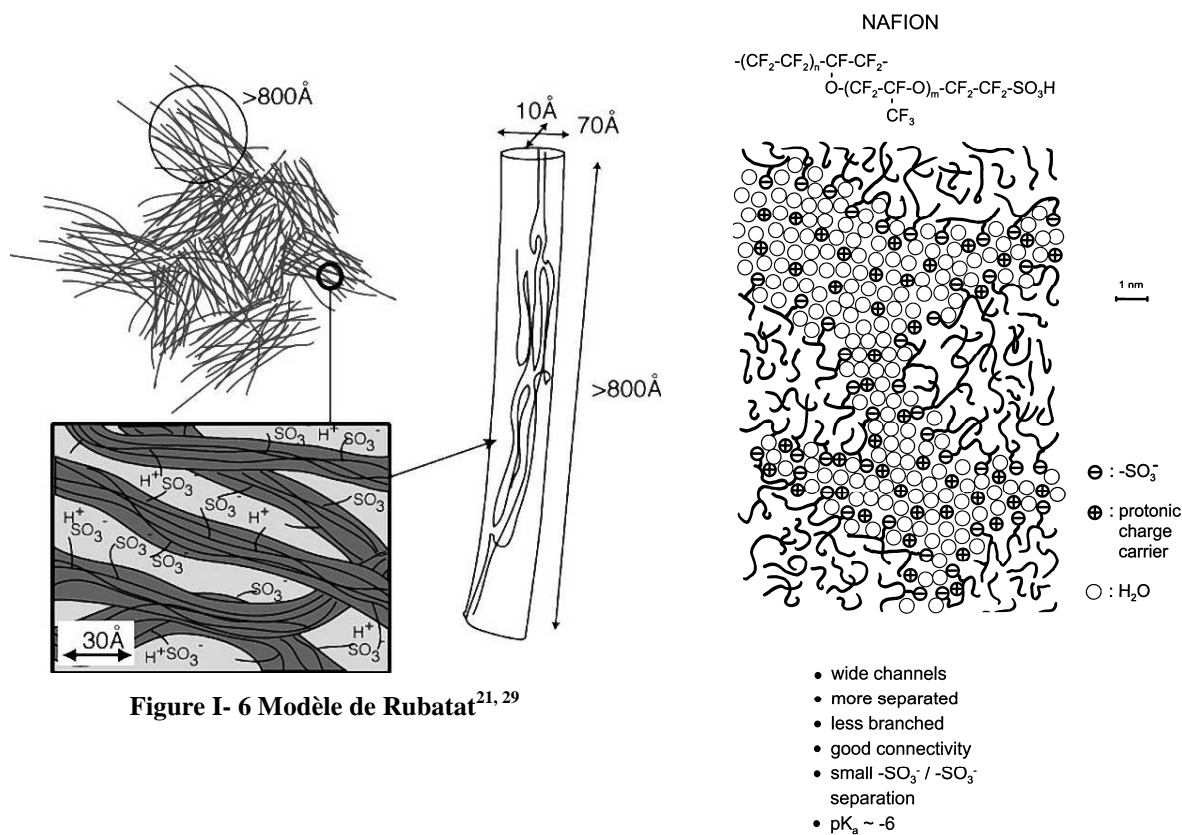 >800Å
10Å
70Å
>800Å
SO₃ H⁺ SO₃⁻
H⁺ SO₃⁻
SO₃⁻
SO₃
H⁺
H⁺
SO₃⁻
SO₃
SO₃⁻
SO₃⁻
30Å
H⁺SO₃⁻
H⁺
SO₃⁻
Figure I- 6 Modèle de Rubatat²¹,²⁹
NAFION
-(CF₂-CF₂)ₙ-CF-CF₂-
O-(CF₂-CF-O)ₘ-CF₂-CF₂-SO₃H
CF₃
1 nm
⊖ : -SO₃⁻
⊕ : protonic
charge
carrier
○ : H₂O
• wide channels
• more separated
• less branched
• good connectivity
• small -SO₃⁻ / -SO₃⁻
separation
• pKₐ ~ -6